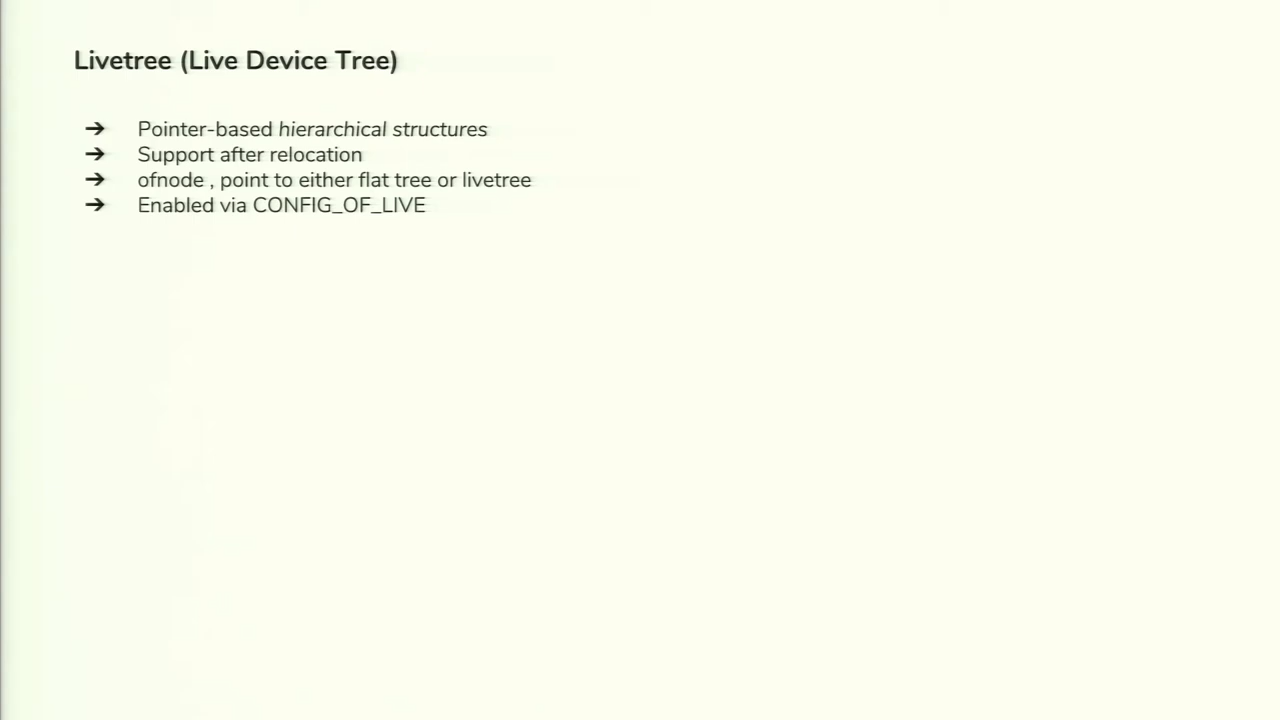 Livetree (Live Device Tree)
➔ Pointer-based hierarchical structures
➔ Support after relocation
➔ ofnode , point to either flat tree or livetree
➔ Enabled via CONFIG_OF_LIVE